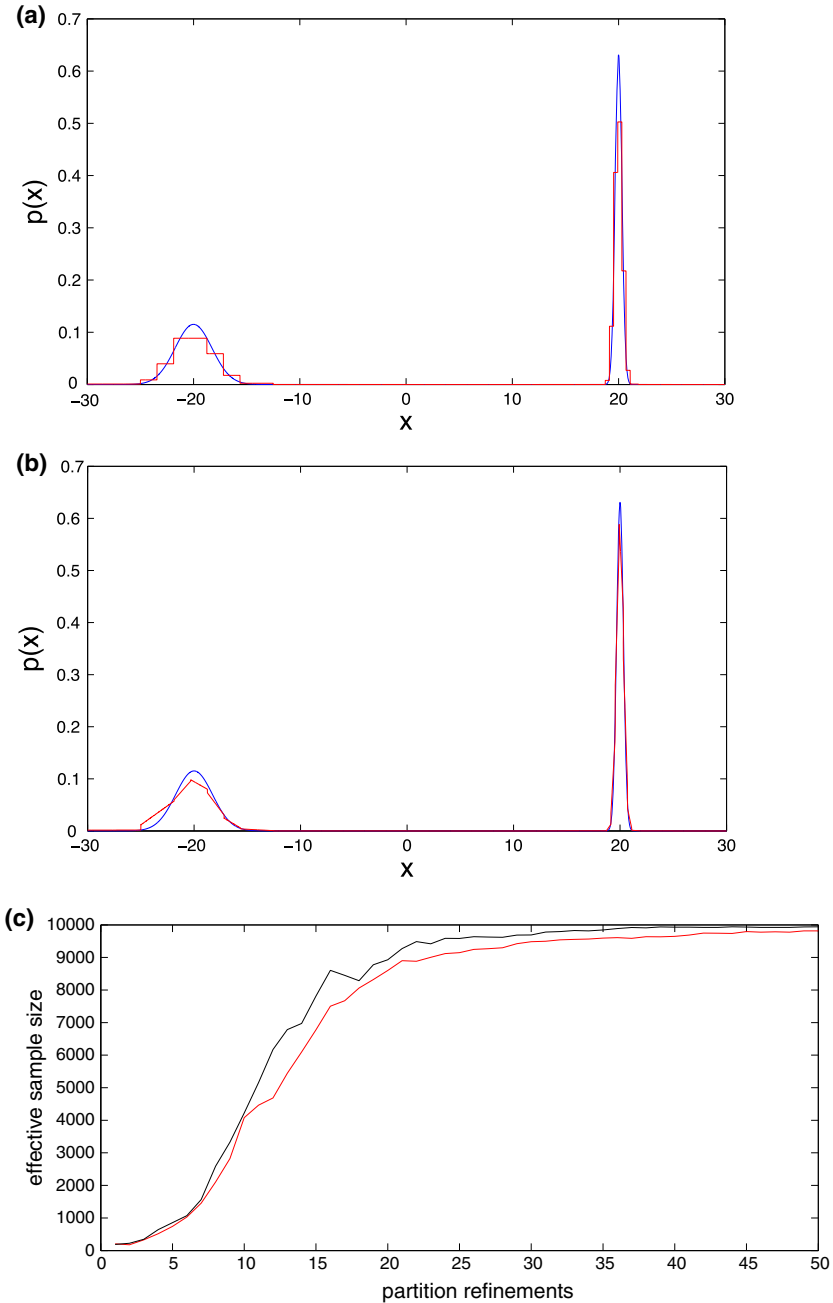 (a)
0.7
0.6
0.5
0.4
0.3
0.2
0.1
0
p(x)
−30 −20 −10 0 10 20 30
x
(b)
0.7
0.6
0.5
0.4
0.3
0.2
0.1
0
p(x)
−30 −20 −10 0 10 20 30
x
(c)
10000
9000
8000
7000
6000
5000
4000
3000
2000
1000
0
effective sample size
0 5 10 15 20 25 30 35 40 45 50
partition refinements